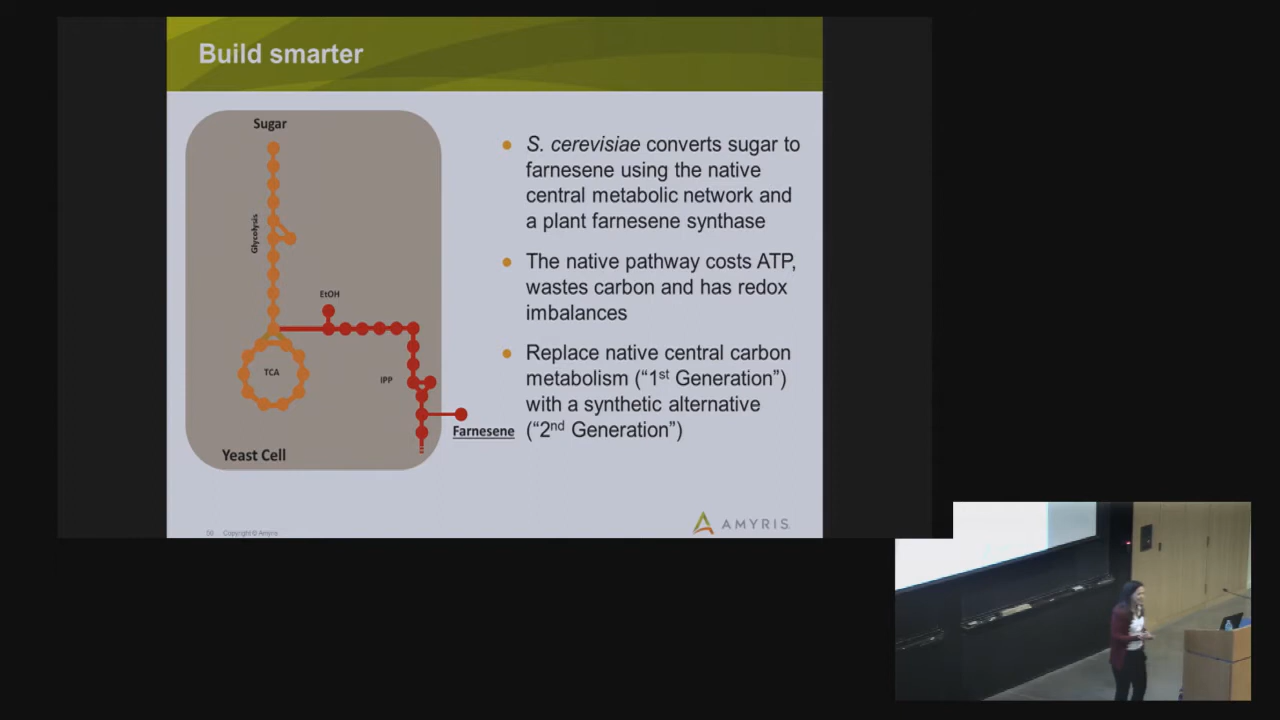 Build smarter
Sugar
Glycolysis
EtOH
TCA
IPP
Farnesene
Yeast Cell
S. cerevisiae converts sugar to
farnesene using the native
central metabolic network and
a plant farnesene synthase
The native pathway costs ATP,
wastes carbon and has redox
imbalances
Replace native central carbon
metabolism (“1st Generation”)
with a synthetic alternative
(“2nd Generation”)
Copyright © Amyris
AMYRIS